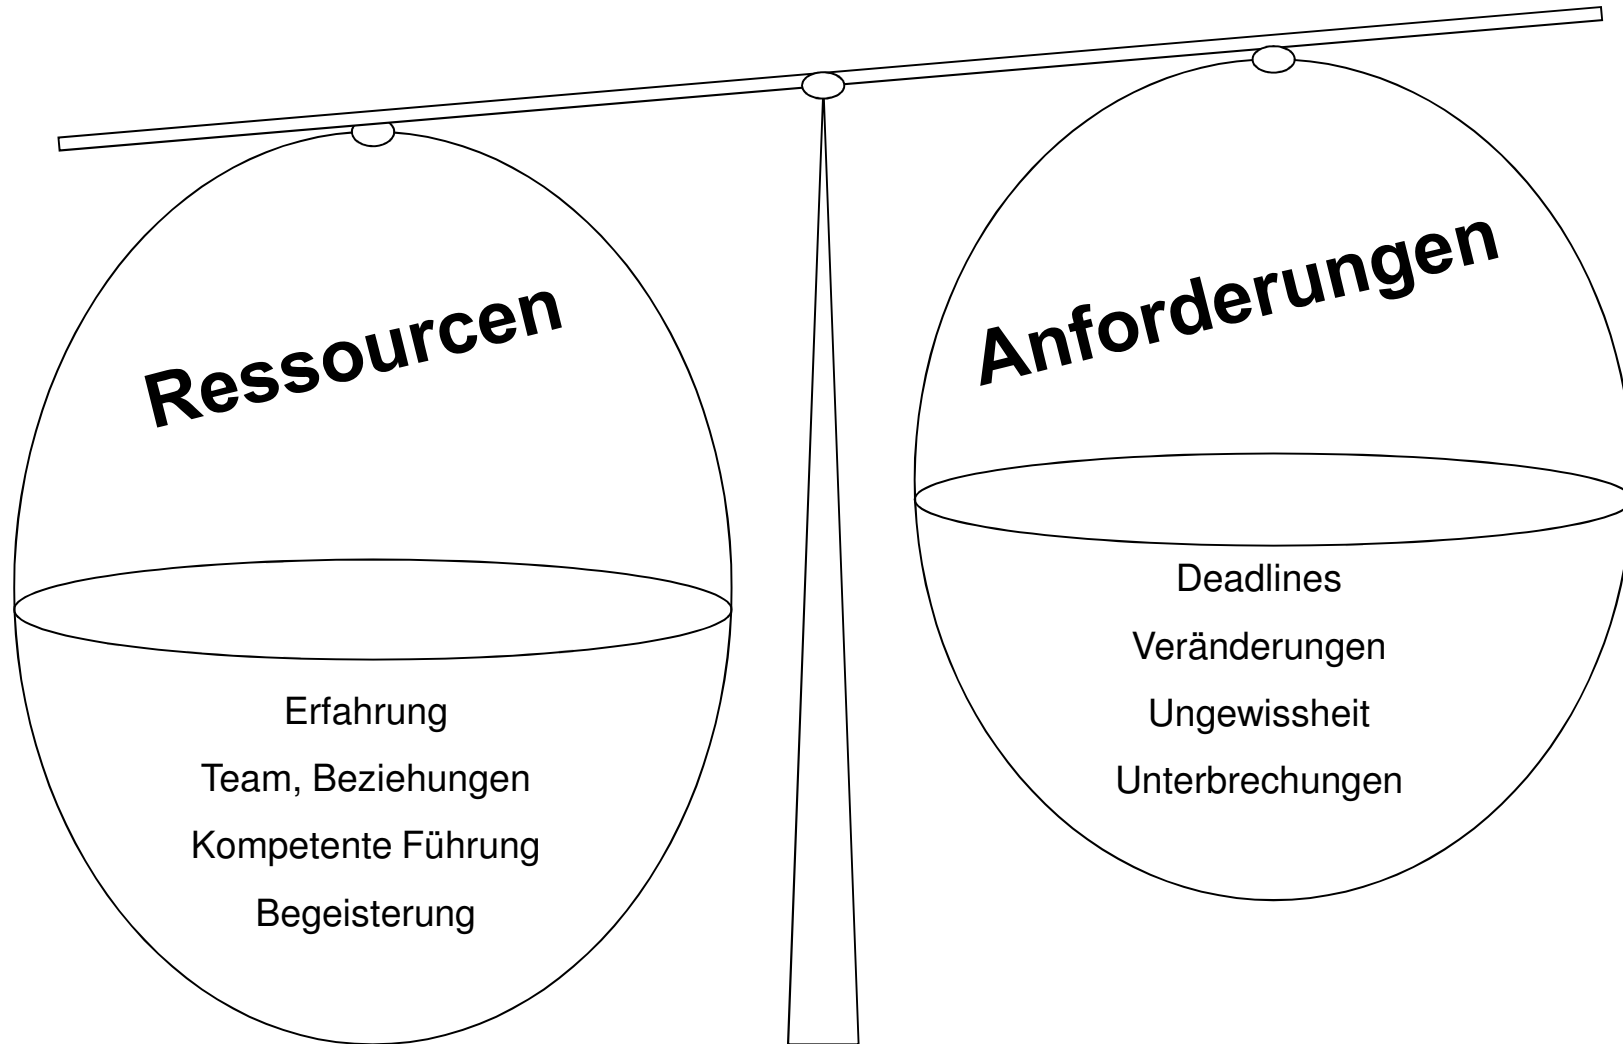 Ressourcen
Erfahrung
Team, Beziehungen
Kompetente Führung
Begeisterung
Anforderungen
Deadlines
Veränderungen
Ungewissheit
Unterbrechungen